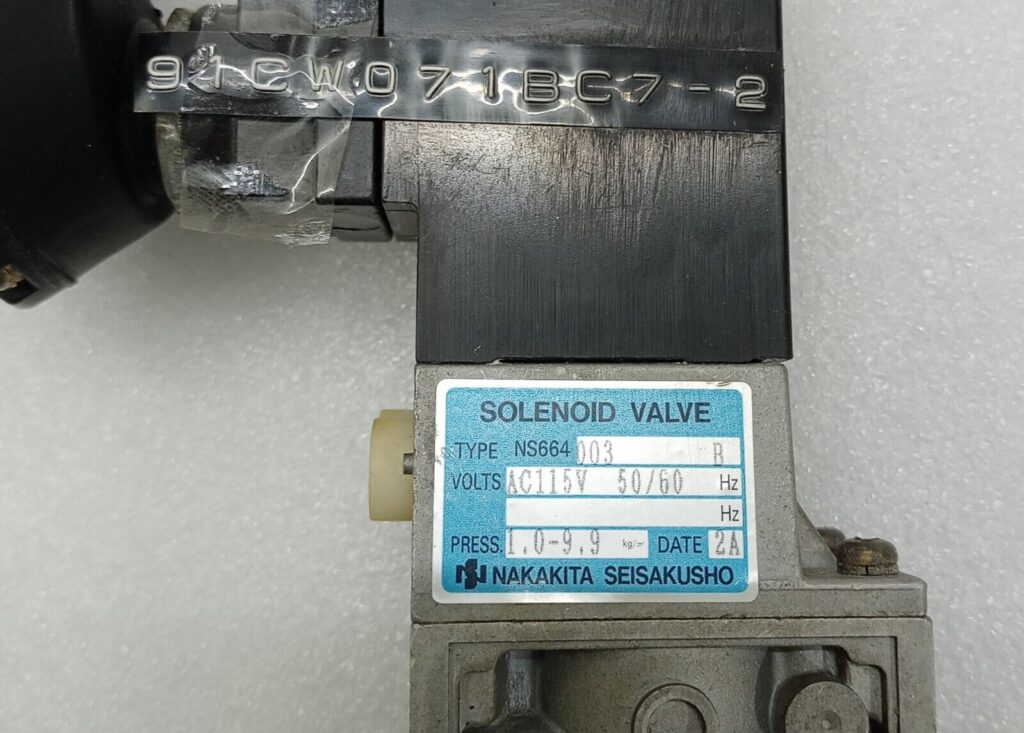 91CW071BC7-2
SOLENOID VALVE
TYPE NS664 003 B
VOLTS AC115V 50/60 Hz
Hz
PRESS. 1.0-9.9 kg/cm² DATE 2A
NAKAKITA SEISAKUSHO